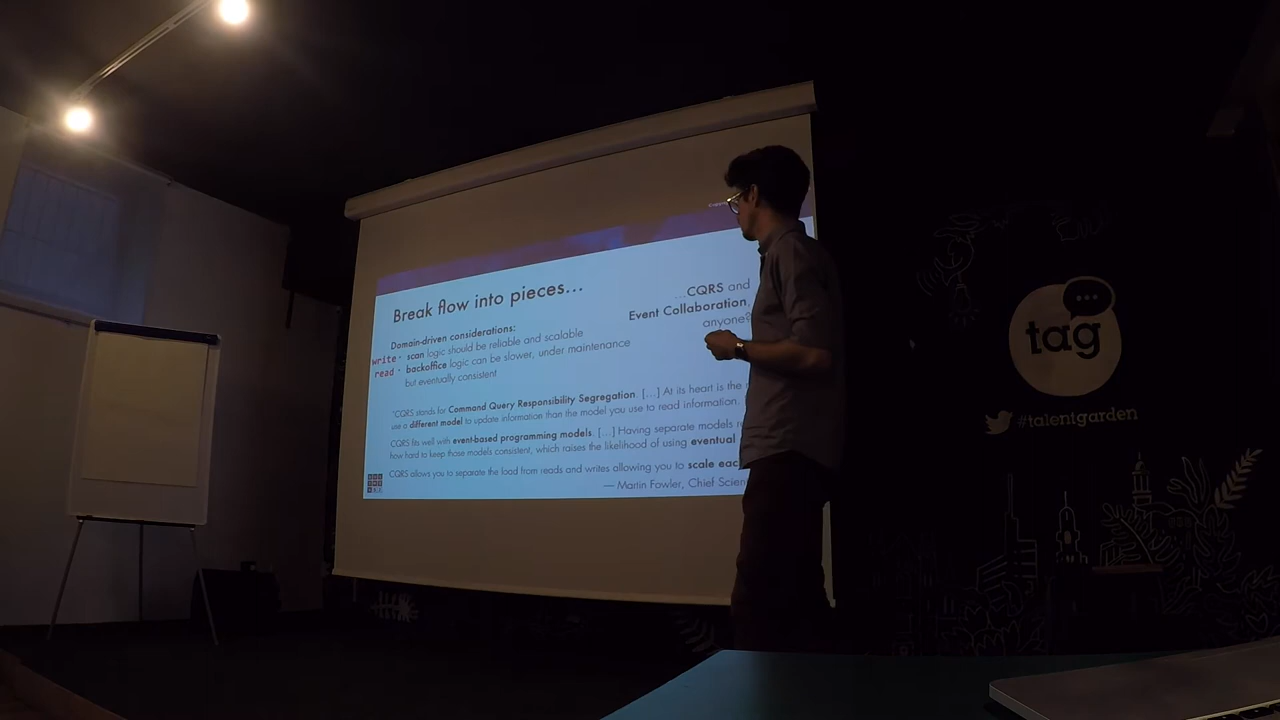 Break flow into pieces...
...CQRS and
Event Collaboration,
anyone?
Domain-driven considerations:
write • scan logic should be reliable and scalable
read • backoffice logic can be slower, under maintenance
but eventually consistent
"CQRS stands for Command Query Responsibility Segregation. [...] At its heart is the
use a different model to update information than the model you use to read information.
CQRS fits well with event-based programming models. [...] Having separate models
how hard to keep those models consistent, which raises the likelihood of using eventual
CQRS allows you to separate the load from reads and writes allowing you to scale eac
— Martin Fowler, Chief Scien
tag
#talentgarden